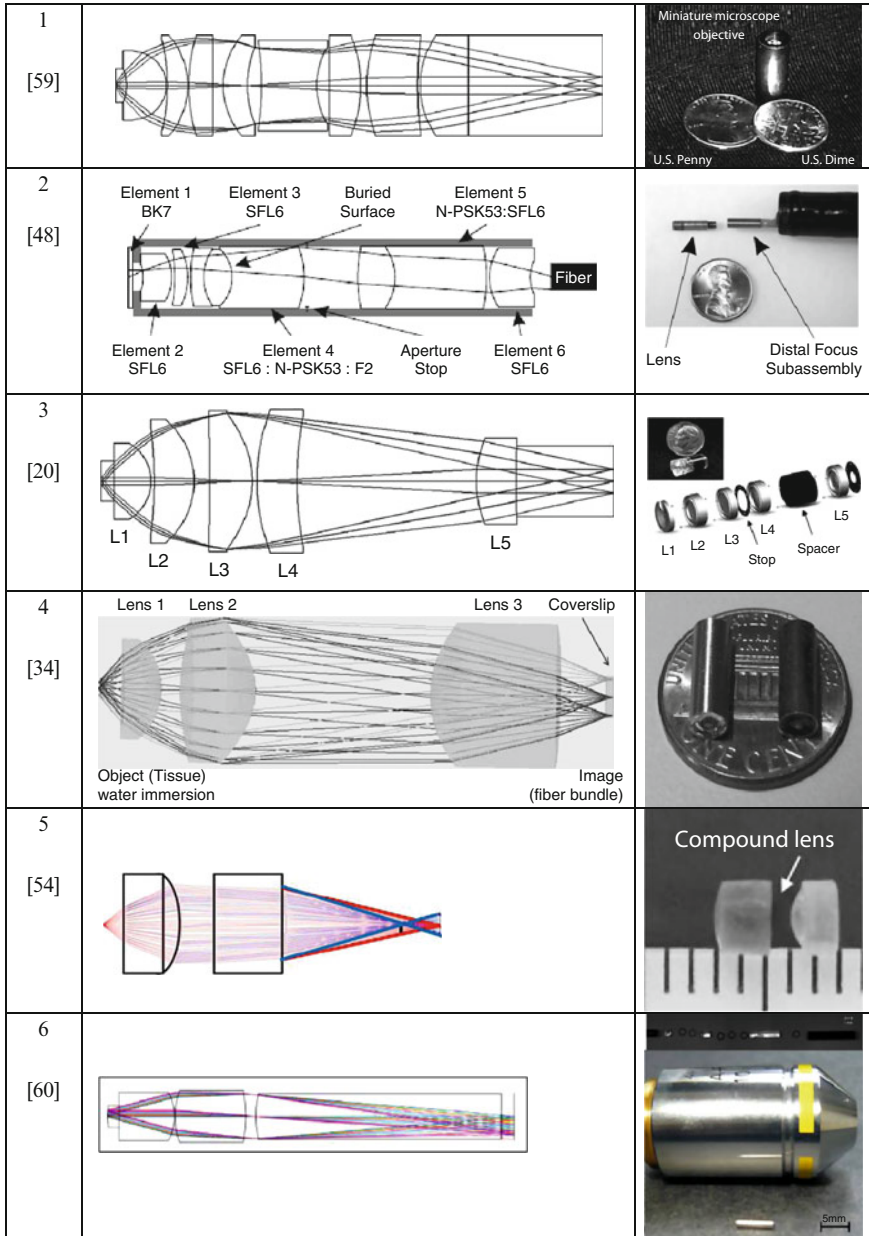 1
[59]
Miniature microscope
objective
U.S. Penny
U.S. Dime
2
[48]
Element 1
BK7
Element 3
SFL6
Buried
Surface
Element 5
N-PSK53:SFL6
Fiber
Element 2
SFL6
Element 4
SFL6 : N-PSK53 : F2
Aperture
Stop
Element 6
SFL6
Lens
Distal Focus
Subassembly
3
[20]
L1
L2
L3
L4
L5
L1
L2
L3
L4
L5
Stop
Spacer
4
[34]
Lens 1
Lens 2
Lens 3
Coverslip
Object (Tissue)
water immersion
Image
(fiber bundle)
ONE CENT
5
[54]
Compound lens
6
[60]
5mm